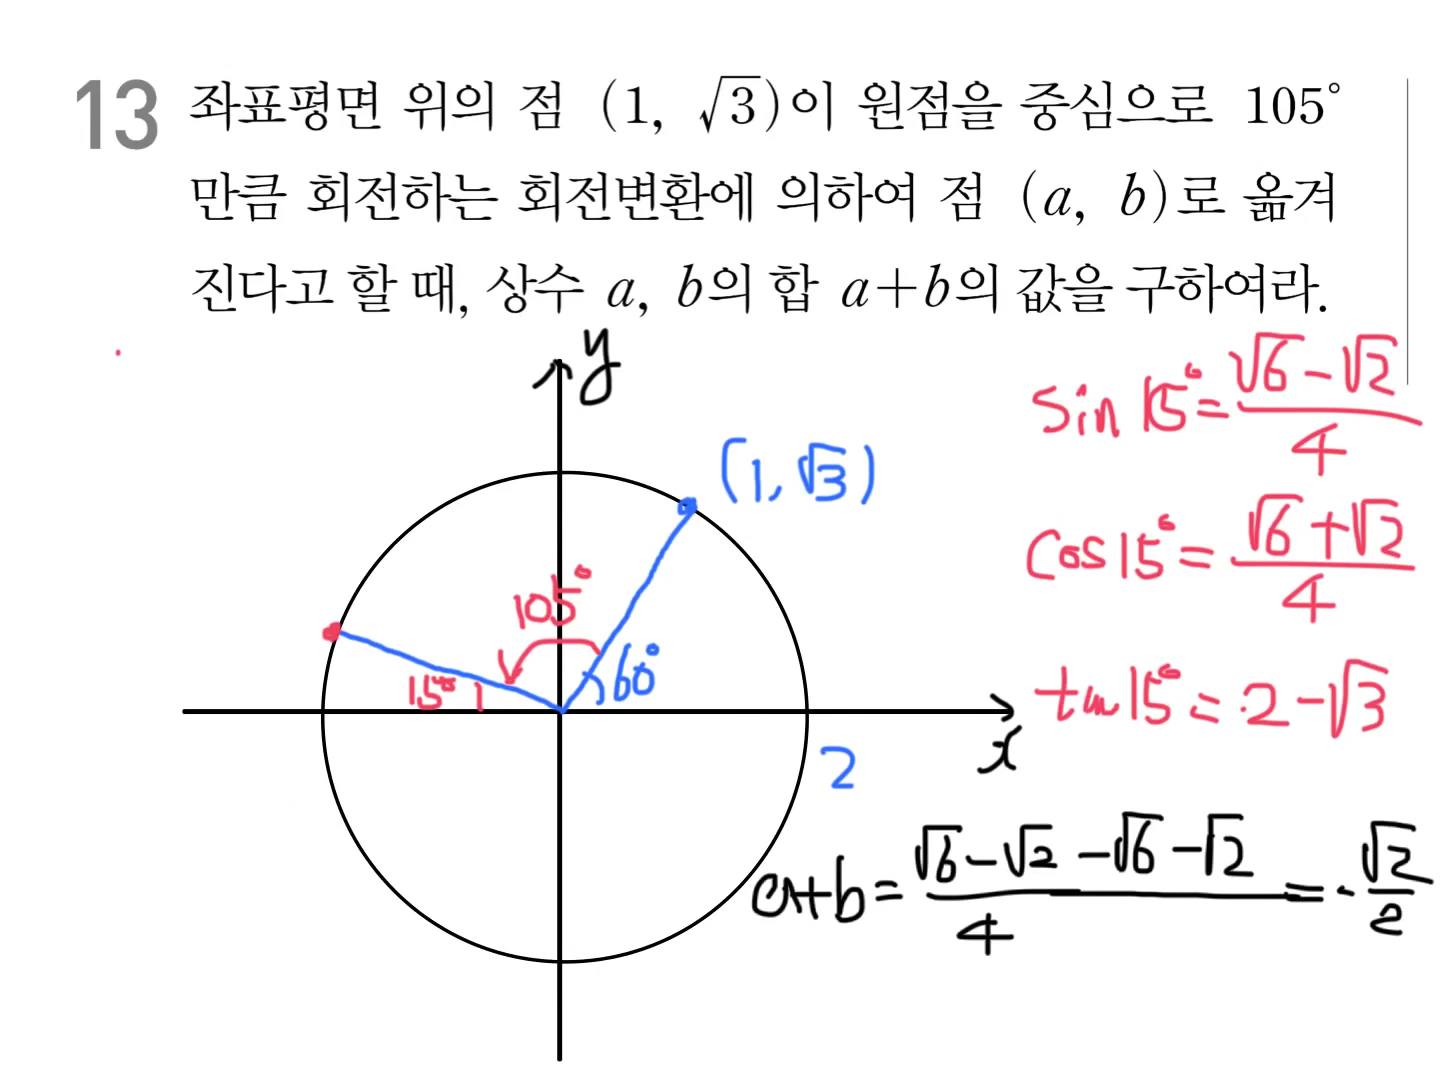 13 좌표평면 위의 점 (1, √3)이 원점을 중심으로 105°
만큼 회전하는 회전변환에 의하여 점 (a, b)로 옮겨
진다고 할 때, 상수 a, b의 합 a+b의 값을 구하여라.
y
sin 15° = (√6-√2)/4
(1, √3)
cos 15° = (√6+√2)/4
105°
60°
15°
tan 15° = 2-√3
x
2
a+b = (√6-√2-√6-√2)/4 = -√2/2